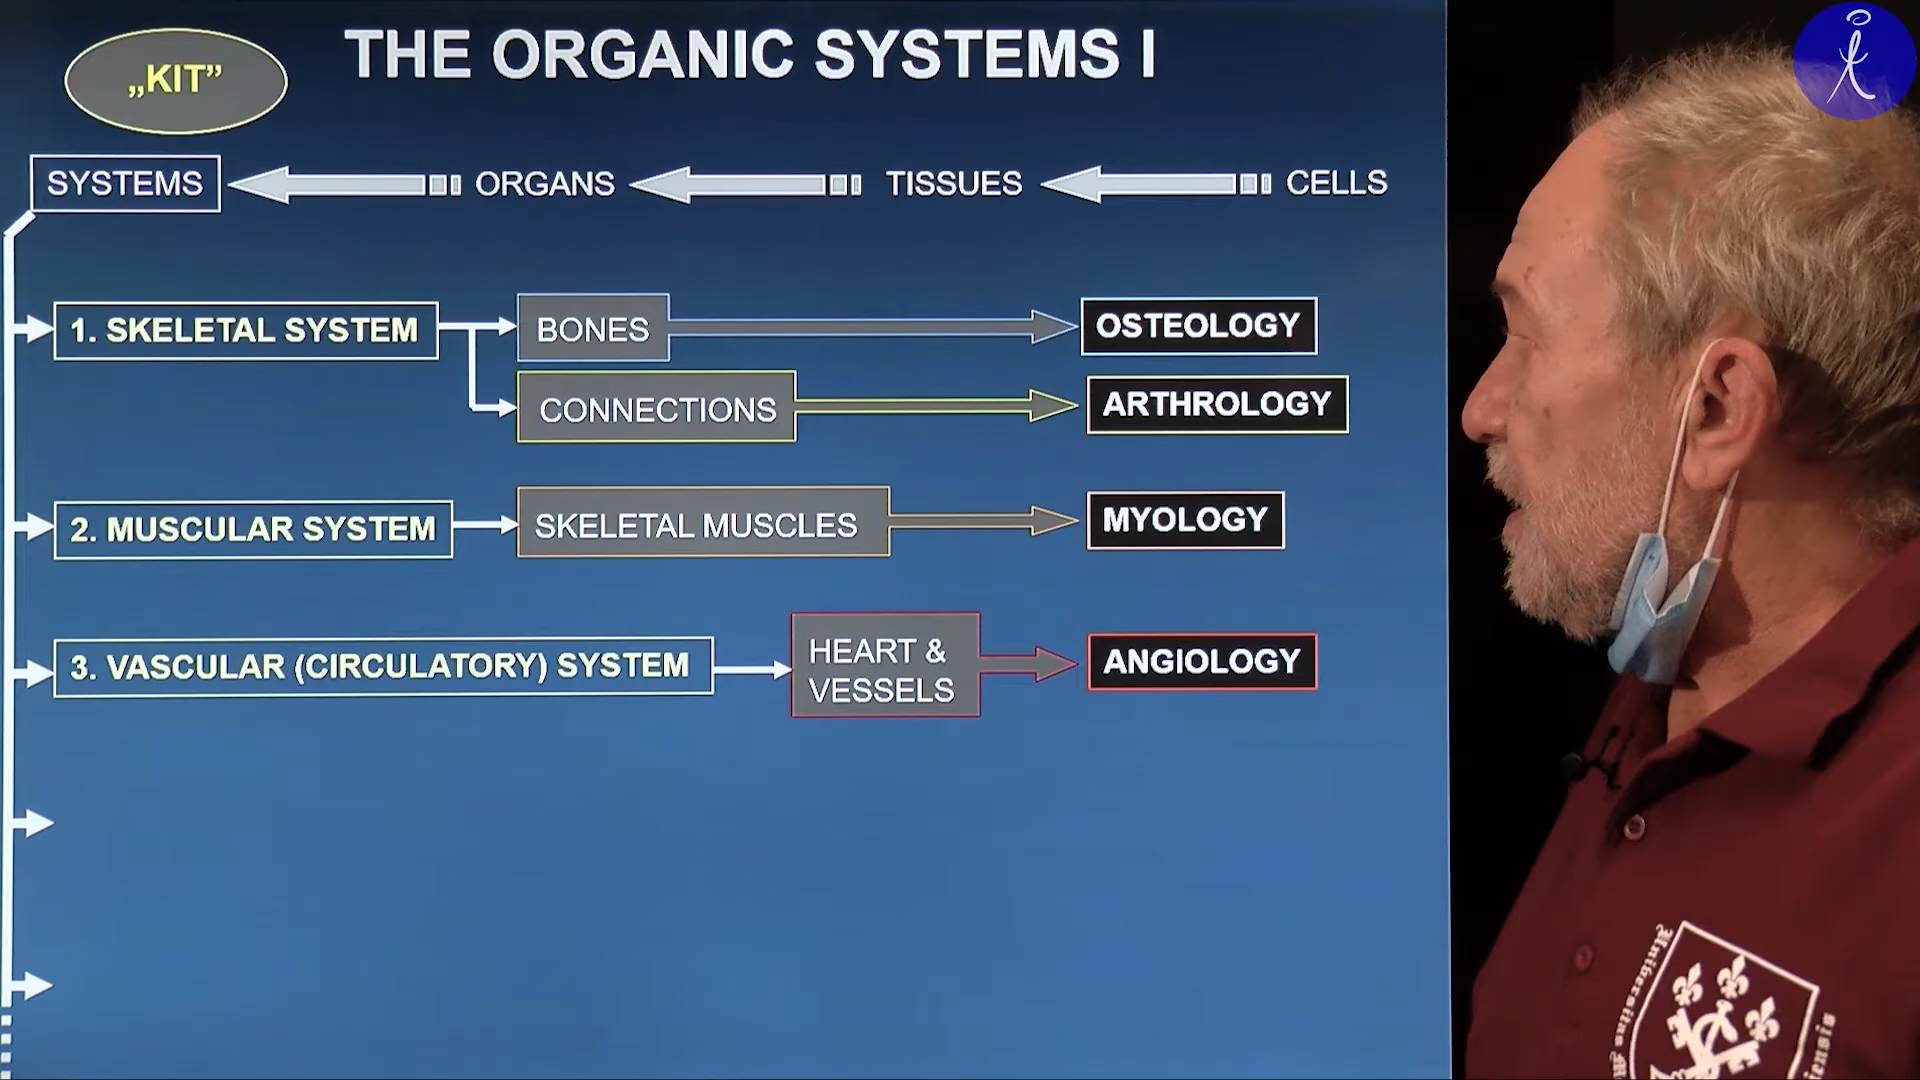 „KIT”
THE ORGANIC SYSTEMS I
SYSTEMS
ORGANS
TISSUES
CELLS
1. SKELETAL SYSTEM
BONES
OSTEOLOGY
CONNECTIONS
ARTHROLOGY
2. MUSCULAR SYSTEM
SKELETAL MUSCLES
MYOLOGY
3. VASCULAR (CIRCULATORY) SYSTEM
HEART &
VESSELS
ANGIOLOGY
Universitas